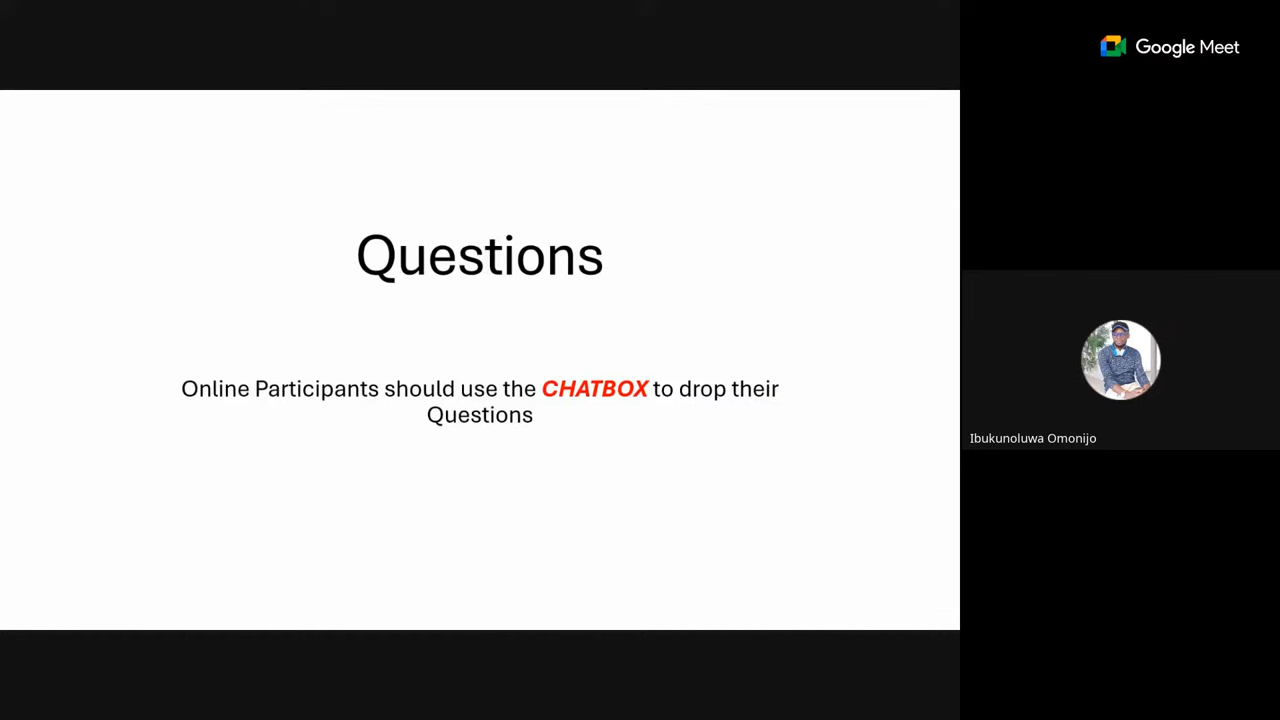 Google Meet
Questions
Online Participants should use the CHATBOX to drop their
Questions
Ibukunoluwa Omonijo